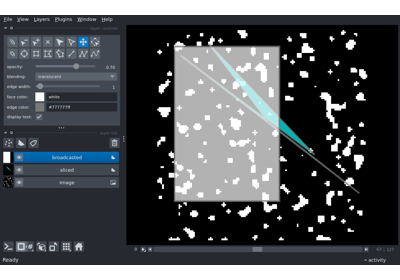 File View Layers Plugins Window Help
opacity: 0.70
blending: translucent
edge width: 1
face color: white
edge color: #777777ff
display text:
broadcasted
sliced
image
Ready
activity